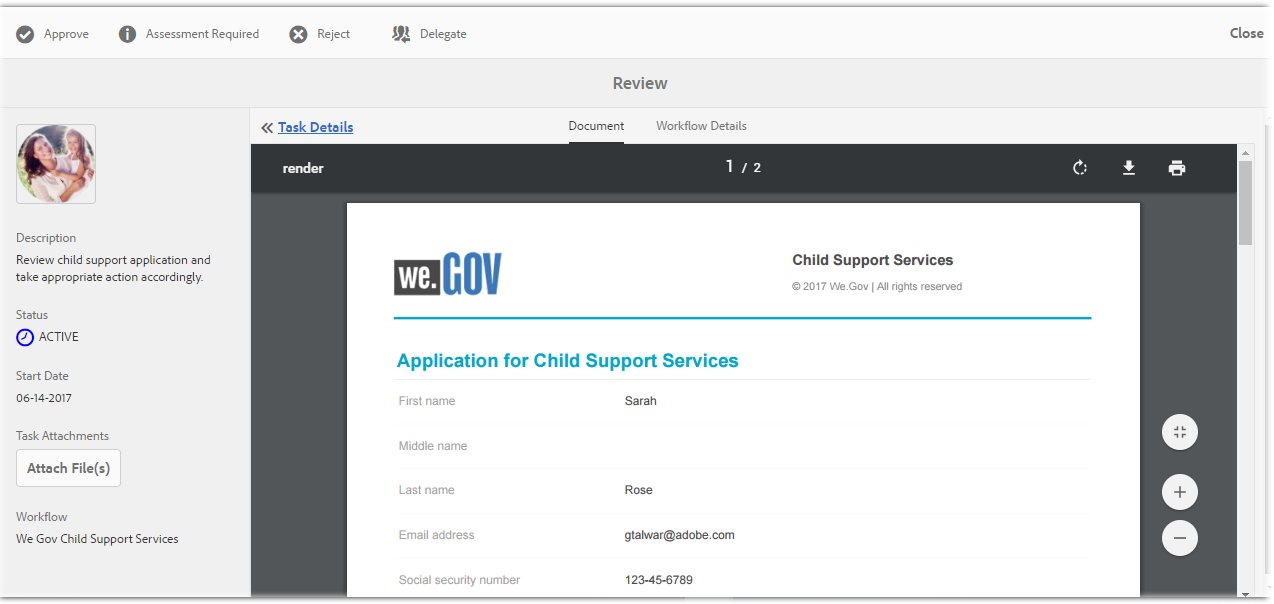 Approve Assessment Required Reject Delegate Close
Review
Task Details Document Workflow Details
render 1 / 2
Description
Review child support application and
take appropriate action accordingly.
Status
ACTIVE
Start Date
06-14-2017
Task Attachments
Attach File(s)
Workflow
We Gov Child Support Services
we.GOV
Child Support Services
© 2017 We.Gov | All rights reserved
Application for Child Support Services
First name Sarah
Middle name
Last name Rose
Email address gtalwar@adobe.com
Social security number 123-45-6789